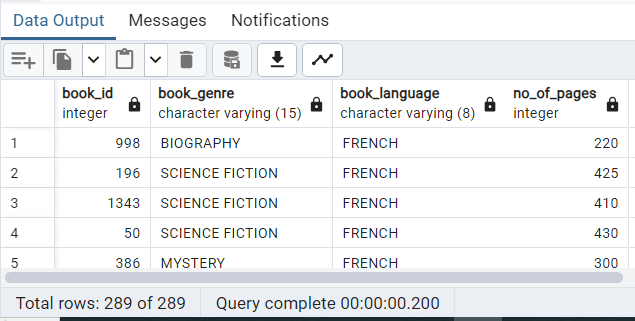 Data Output Messages Notifications
book_id book_genre book_language no_of_pages
integer character varying (15) character varying (8) integer
1 998 BIOGRAPHY FRENCH 220
2 196 SCIENCE FICTION FRENCH 425
3 1343 SCIENCE FICTION FRENCH 410
4 50 SCIENCE FICTION FRENCH 430
5 386 MYSTERY FRENCH 300
Total rows: 289 of 289 Query complete 00:00:00.200